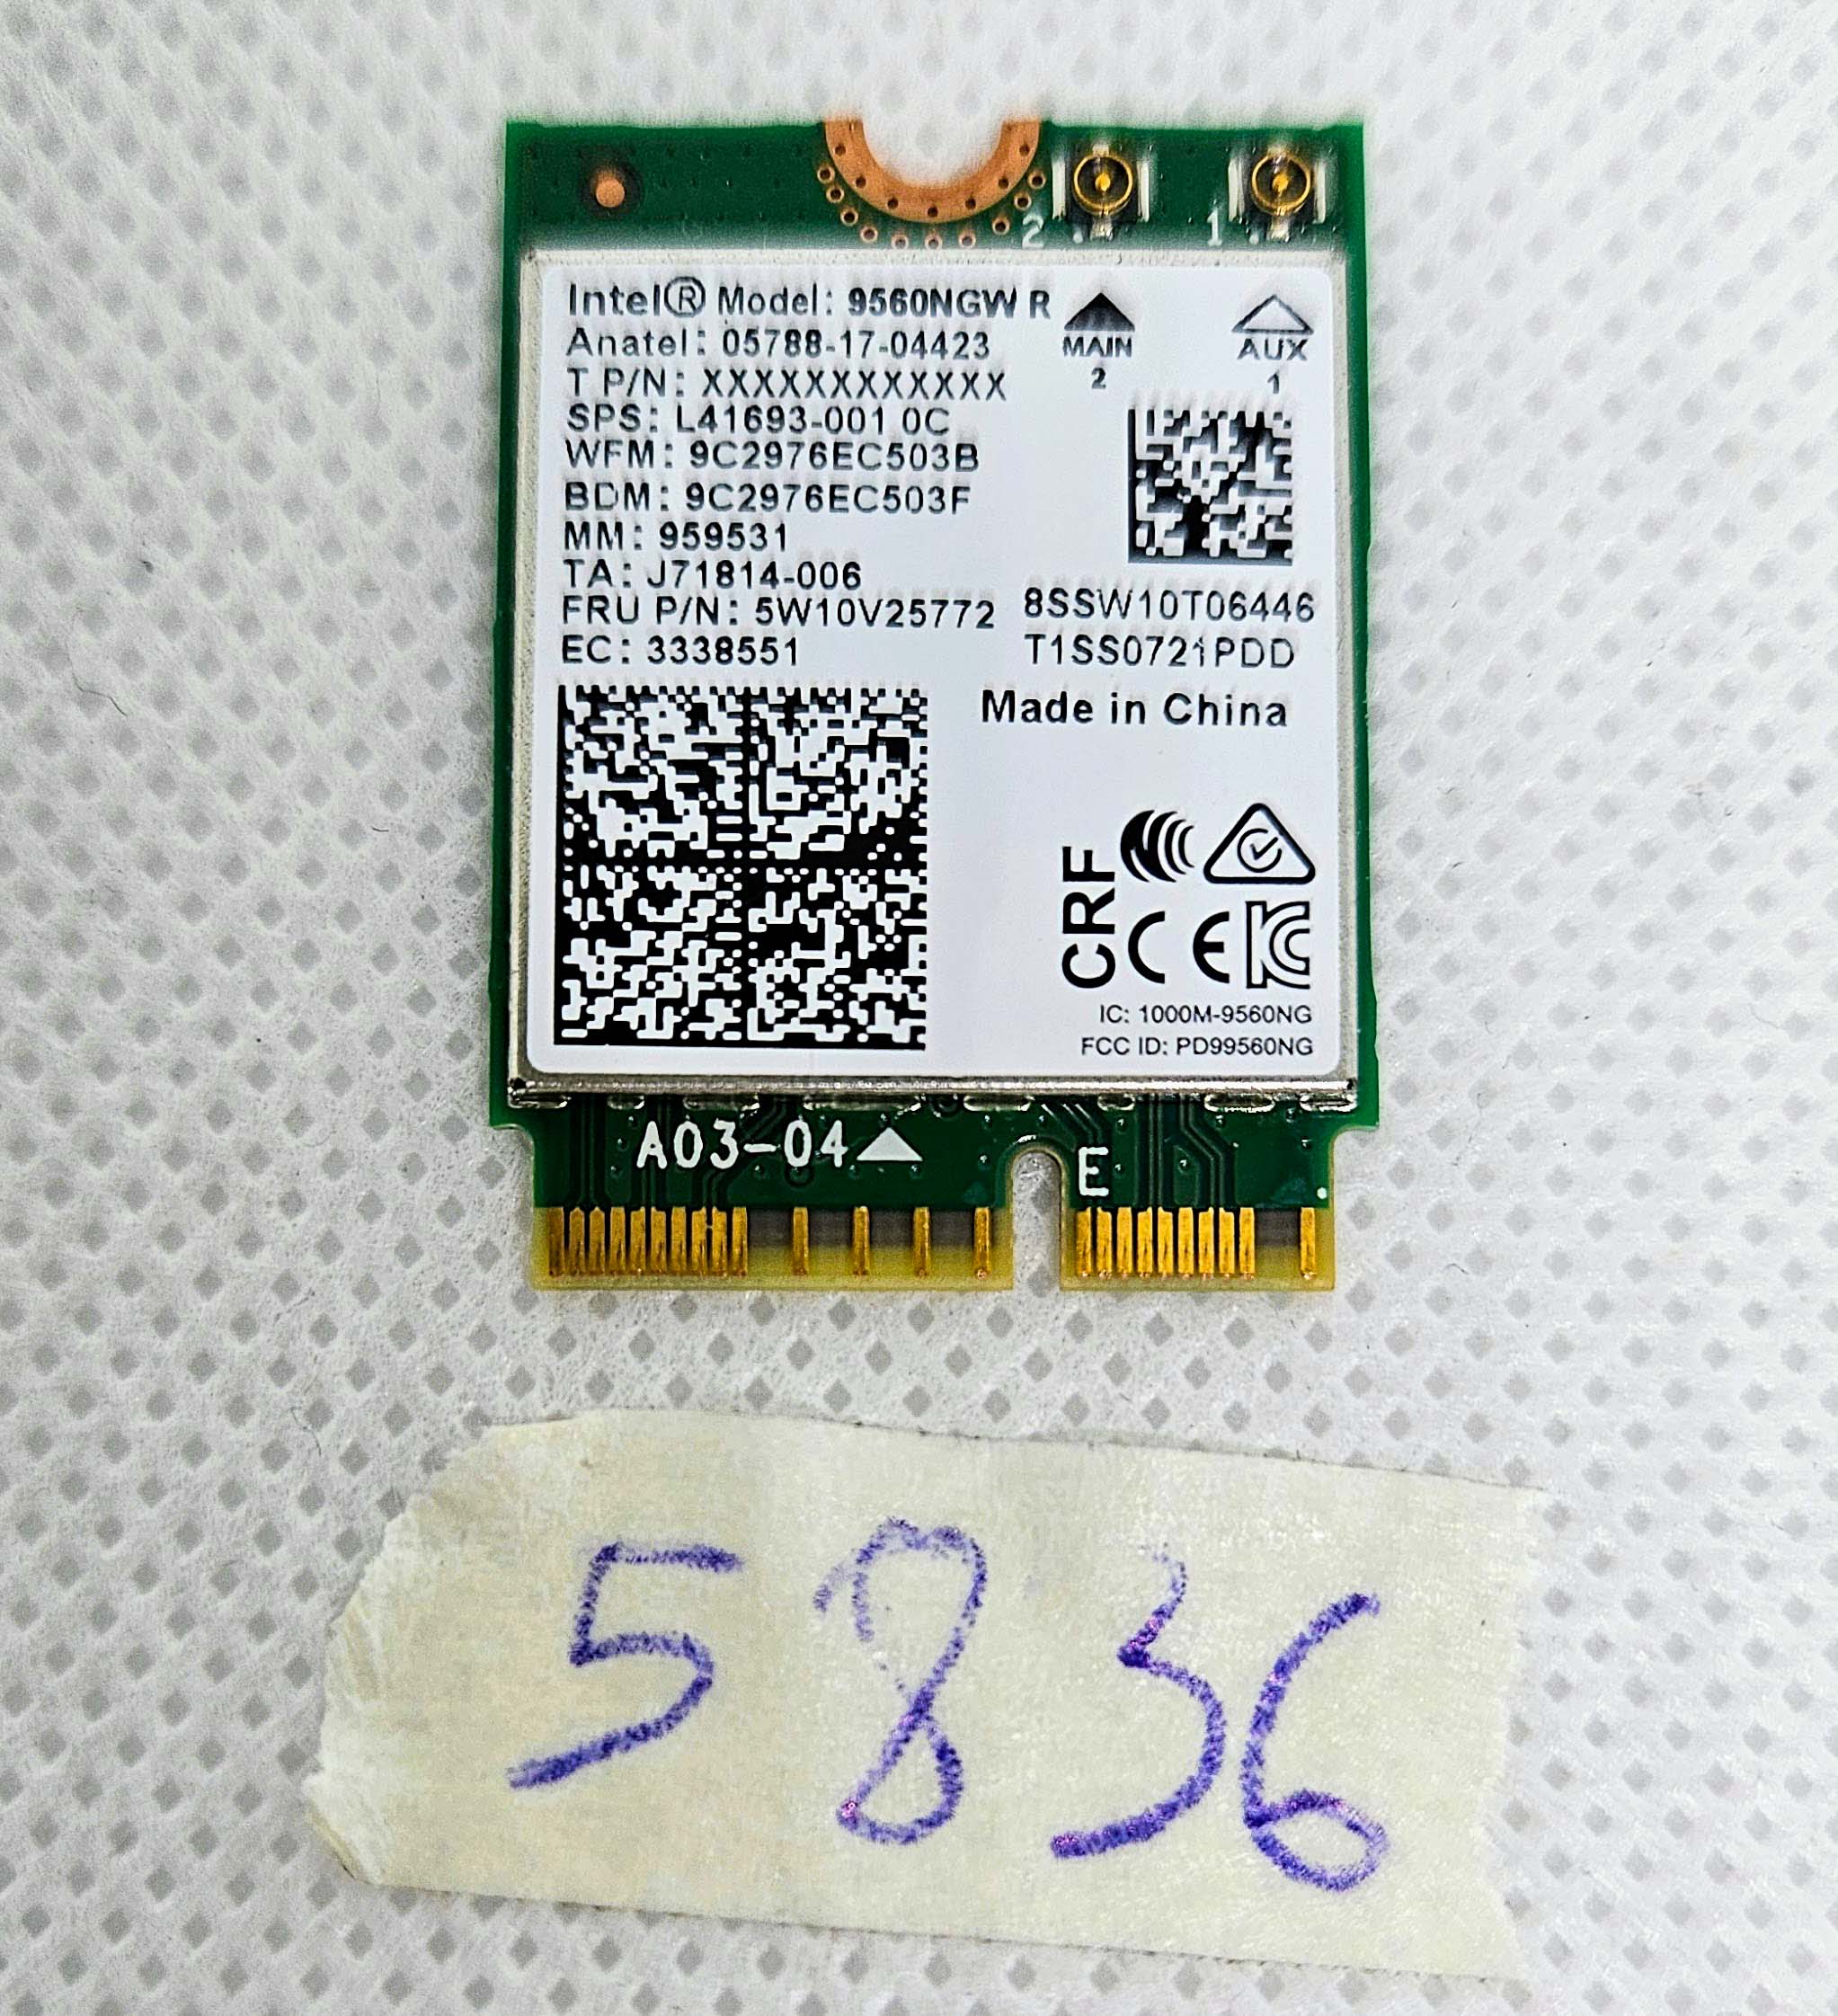 2 1
Intel® Model: 9560NGW R
Anatel: 05788-17-04423
MAIN AUX
T P/N: XXXXXXXXXXXX
2 1
SPS: L41693-001 0C
WFM: 9C2976EC503B
BDM: 9C2976EC503F
MM: 959531
TA: J71814-006
FRU P/N: 5W10V25772
8SSW10T06446
EC: 3338551
T1SS0721PDD
Made in China
CRF
CE
IC: 1000M-9560NG
FCC ID: PD99560NG
A03-04
E
5836